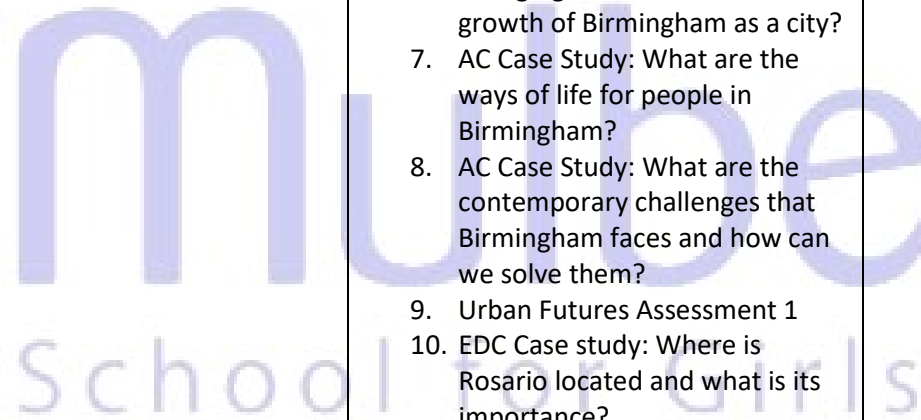 growth of Birmingham as a city?
7. AC Case Study: What are the
ways of life for people in
Birmingham?
8. AC Case Study: What are the
contemporary challenges that
Birmingham faces and how can
we solve them?
9. Urban Futures Assessment 1
10. EDC Case study: Where is
Rosario located and what is its
importance?
mulbe
School for Girls